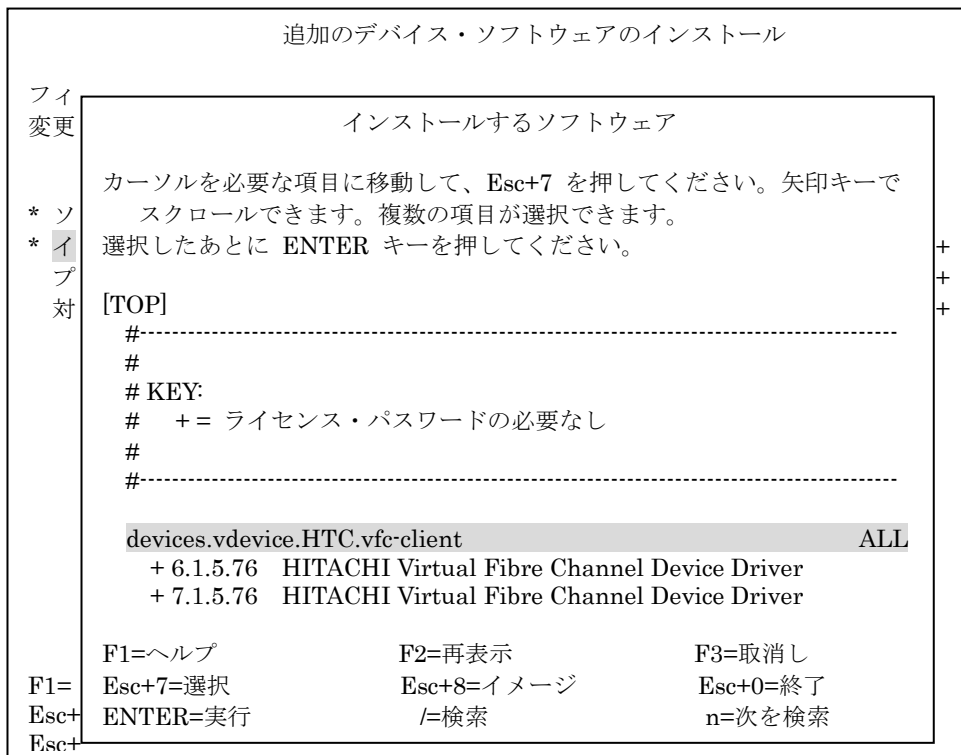 追加のデバイス・ソフトウェアのインストール
フィ
変更
インストールするソフトウェア
カーソルを必要な項目に移動して、Esc+7 を押してください。矢印キーで
* ソ
スクロールできます。複数の項目が選択できます。
* イ
選択したあとに ENTER キーを押してください。
+
プ
+
対
[TOP]
+
#-----------------------------------------------------------------------------------------------
#
# KEY:
# + = ライセンス・パスワードの必要なし
#
#-----------------------------------------------------------------------------------------------
devices.vdevice.HTC.vfc-client ALL
+ 6.1.5.76 HITACHI Virtual Fibre Channel Device Driver
+ 7.1.5.76 HITACHI Virtual Fibre Channel Device Driver
F1=ヘルプ F2=再表示 F3=取消し
F1=
Esc+7=選択 Esc+8=イメージ Esc+0=終了
Esc+
ENTER=実行 /=検索 n=次を検索
Esc+